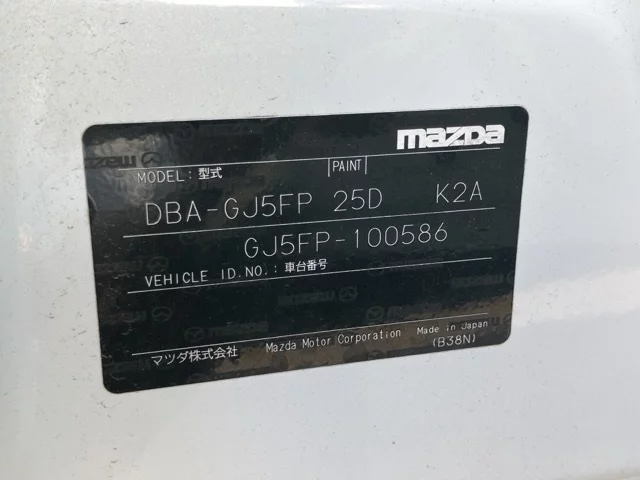 mazda
MODEL:型式 PAINT
DBA-GJ5FP 25D K2A
GJ5FP-100586
VEHICLE ID.NO.:車台番号
マツダ株式会社 Mazda Motor Corporation Made in Japan
(B38N)